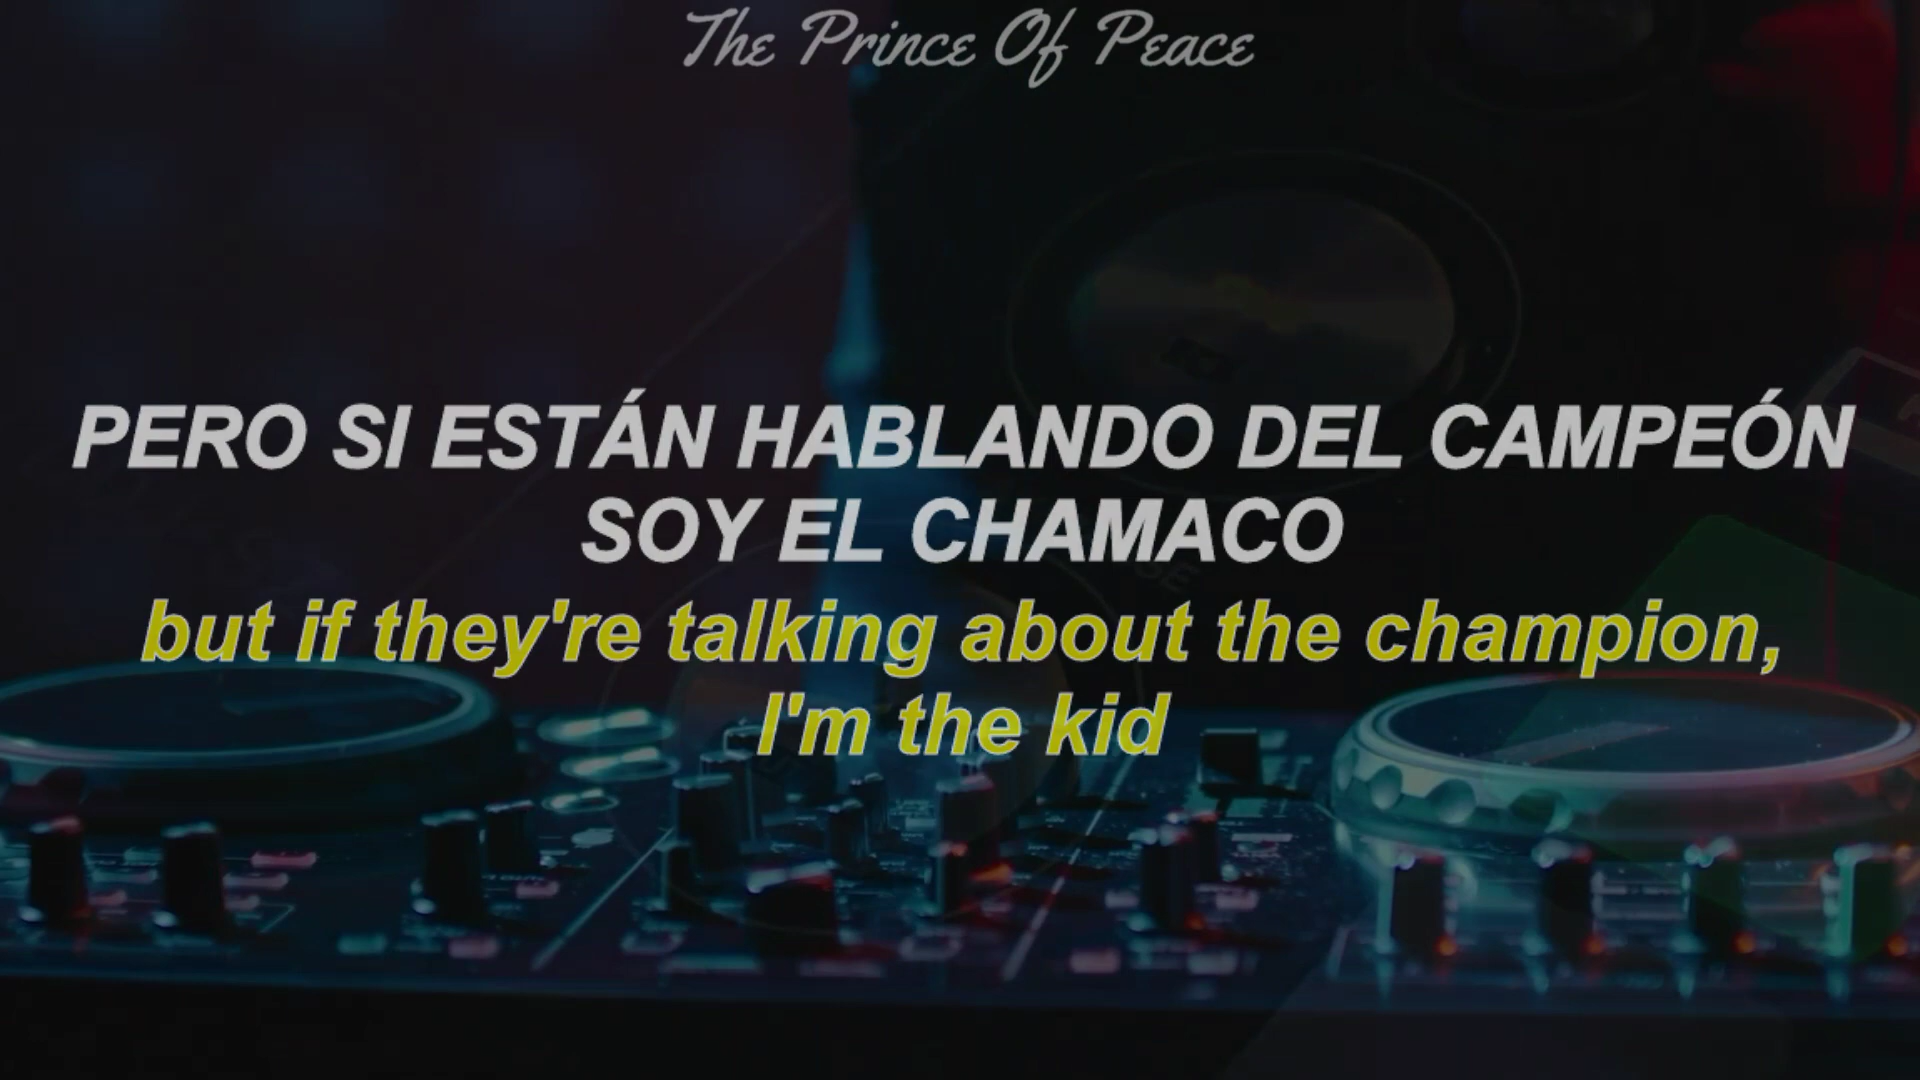 The Prince Of Peace
PERO SI ESTÁN HABLANDO DEL CAMPEÓN
SOY EL CHAMACO
but if they're talking about the champion,
I'm the kid